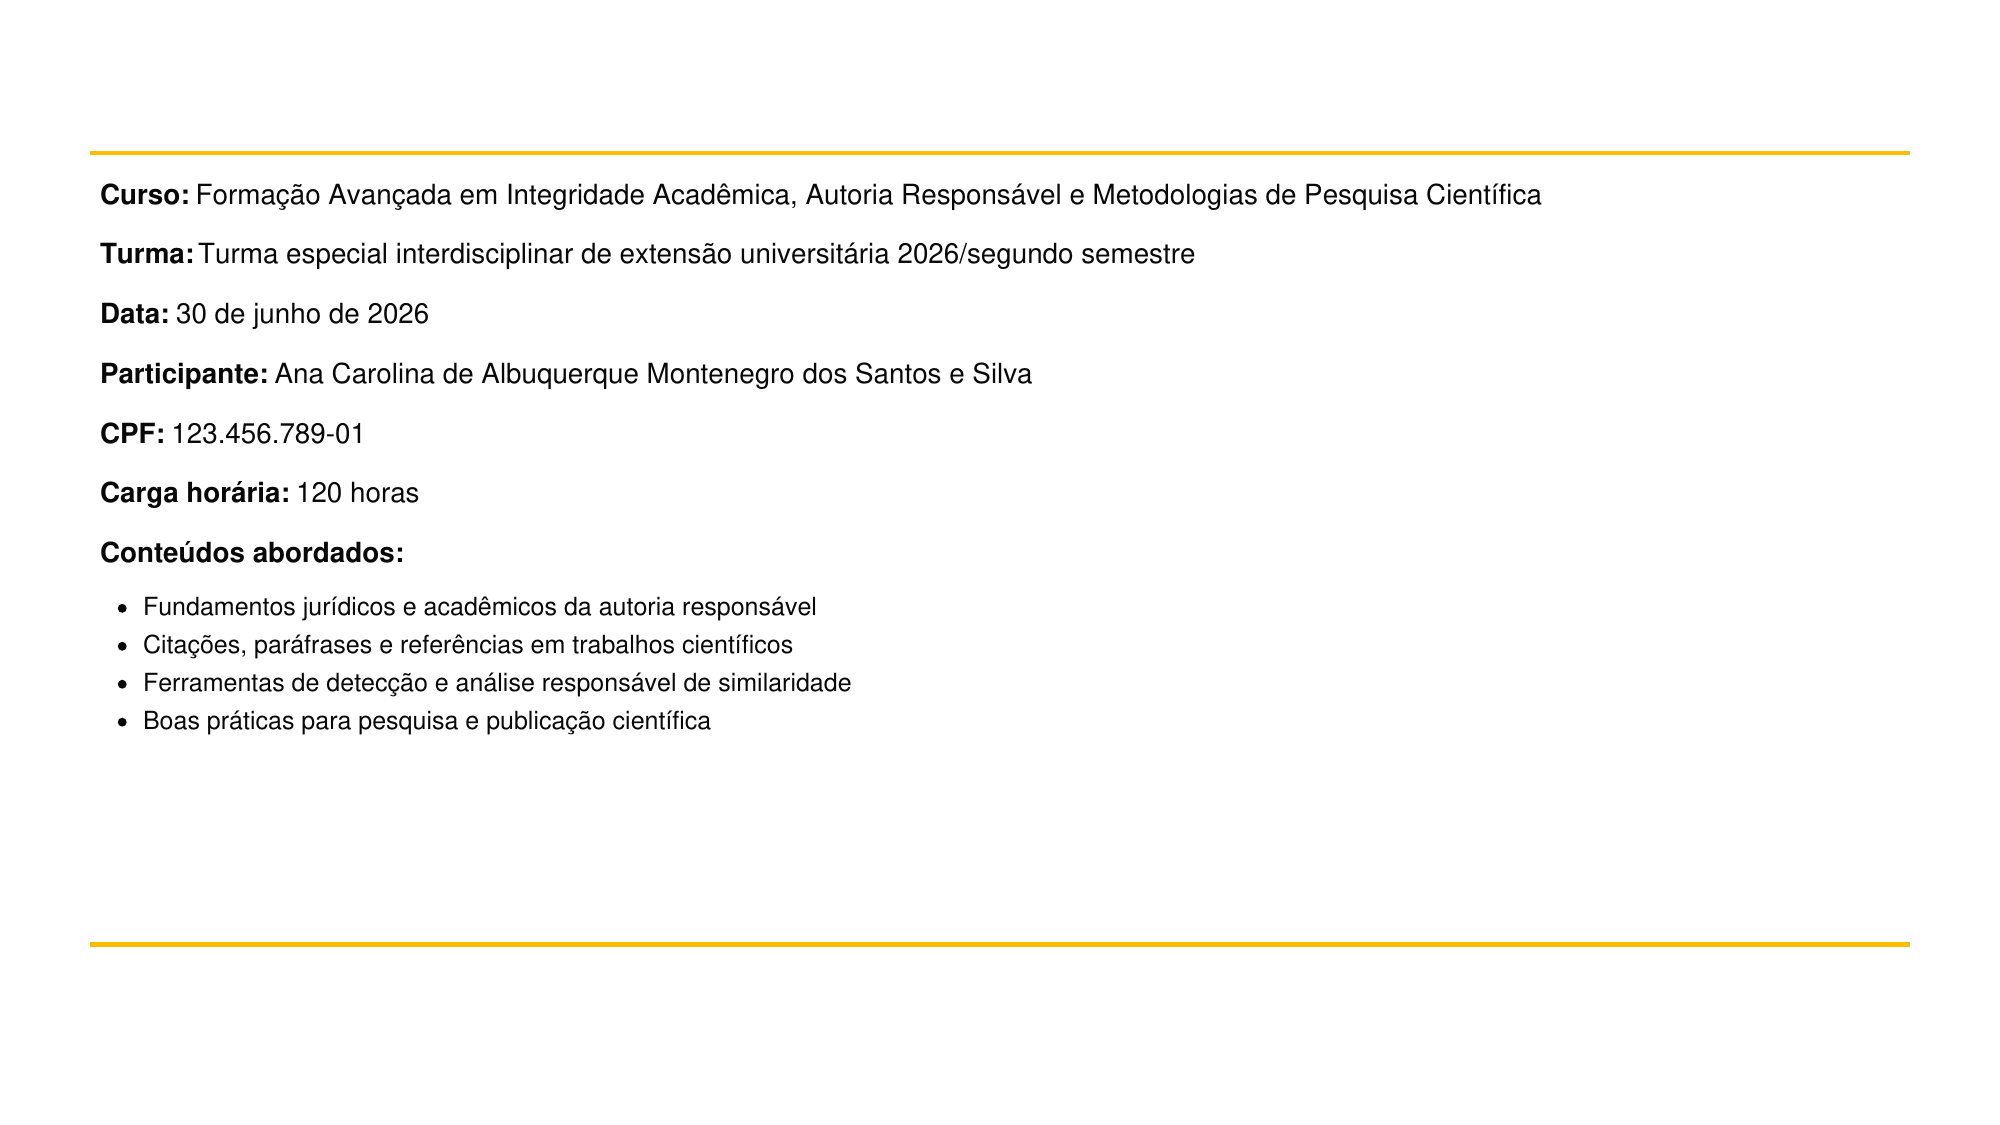 Curso: Formação Avançada em Integridade Acadêmica, Autoria Responsável e Metodologias de Pesquisa Científica
Turma: Turma especial interdisciplinar de extensão universitária 2026/segundo semestre
Data: 30 de junho de 2026
Participante: Ana Carolina de Albuquerque Montenegro dos Santos e Silva
CPF: 123.456.789-01
Carga horária: 120 horas
Conteúdos abordados:
• Fundamentos jurídicos e acadêmicos da autoria responsável
• Citações, paráfrases e referências em trabalhos científicos
• Ferramentas de detecção e análise responsável de similaridade
• Boas práticas para pesquisa e publicação científica